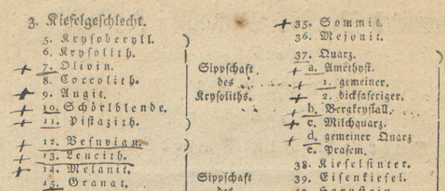 3. Kieselgeschlecht.
5. Krysoberyll.
6. Krysolith.
7. Olivin.
8. Coccolith.
9. Augit.
10. Schörlblende.
11. Pistazith.
Sippschaft
des
Krysoliths.
12. Vesuvian.
13. Leucith.
14. Melanit.
15. Granat.
Sippschaft
des
35. Sommit.
36. Mejonit.
37. Quarz.
a. Amethyst.
1. gemeiner.
2. dickfaseriger.
b. Bergkrystall.
c. Milchquarz.
d. gemeiner Quarz
e. Prasem.
38. Kieselsinter.
39. Eisenkiesel.